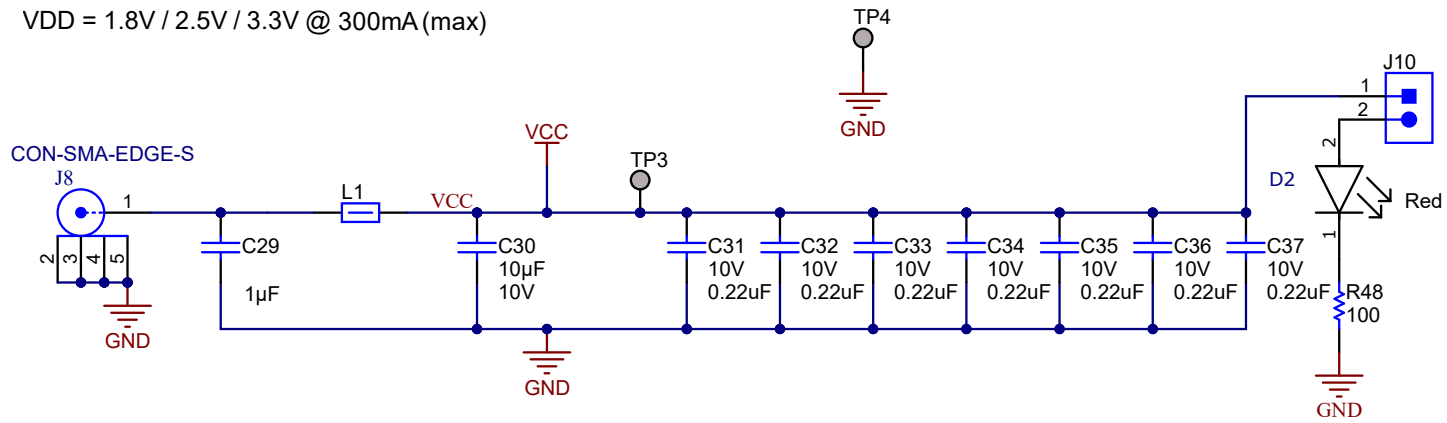 VDD = 1.8V / 2.5V / 3.3V @ 300mA (max)
TP4
GND
J10
1
2
CON-SMA-EDGE-S
J8
1
2
3
4
5
GND
L1
VCC
VCC
TP3
C29
1µF
C30
10µF
10V
GND
C31
10V
0.22uF
C32
10V
0.22uF
C33
10V
0.22uF
C34
10V
0.22uF
C35
10V
0.22uF
C36
10V
0.22uF
C37
10V
0.22uF
2
D2
Red
1
R48
100
GND